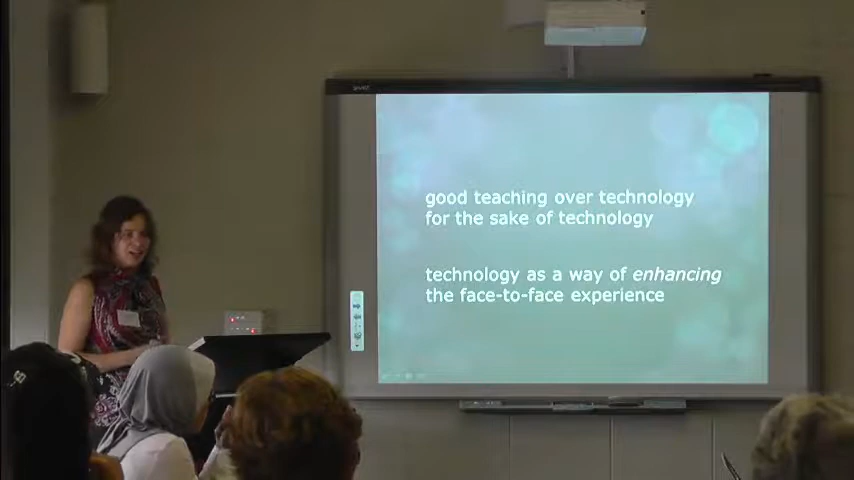 SMART
good teaching over technology
for the sake of technology
technology as a way of enhancing
the face-to-face experience